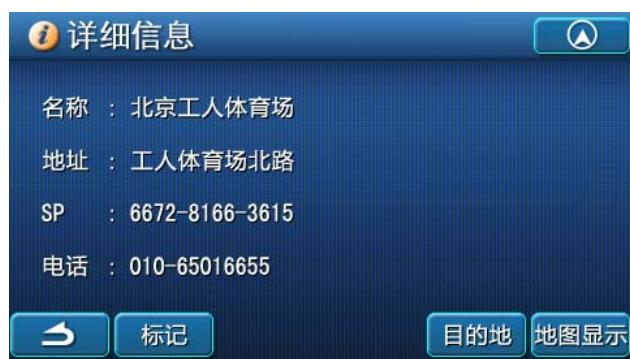 详细信息
名称 : 北京工人体育场
地址 : 工人体育场北路
SP : 6672-8166-3615
电话 : 010-65016655
标记 目的地 地图显示